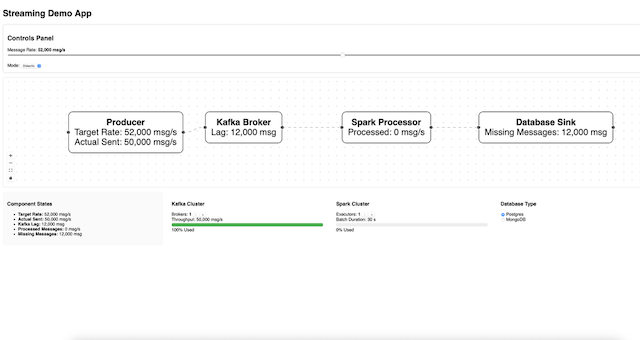 Streaming Demo App
Controls Panel
Message Rate: 52,000 msg/s
Mode:
Producer
Target Rate: 52,000 msg/s
Actual Sent: 50,000 msg/s
Kafka Broker
Lag: 12,000 msg
Spark Processor
Processed: 0 msg/s
Database Sink
Missing Messages: 12,000 msg
Component States
Target Rate: 52,000 msg/s
Actual Sent: 50,000 msg/s
Kafka Lag: 12,000 msg
Processed Messages: 0 msg/s
Missing Messages: 12,000 msg
Kafka Cluster
Brokers: 1
Throughput: 50,000 msg/s
100% Used
Spark Cluster
Executors: 1
Batch Duration: 30 s
0% Used
Database Type
Postgres
MongoDB